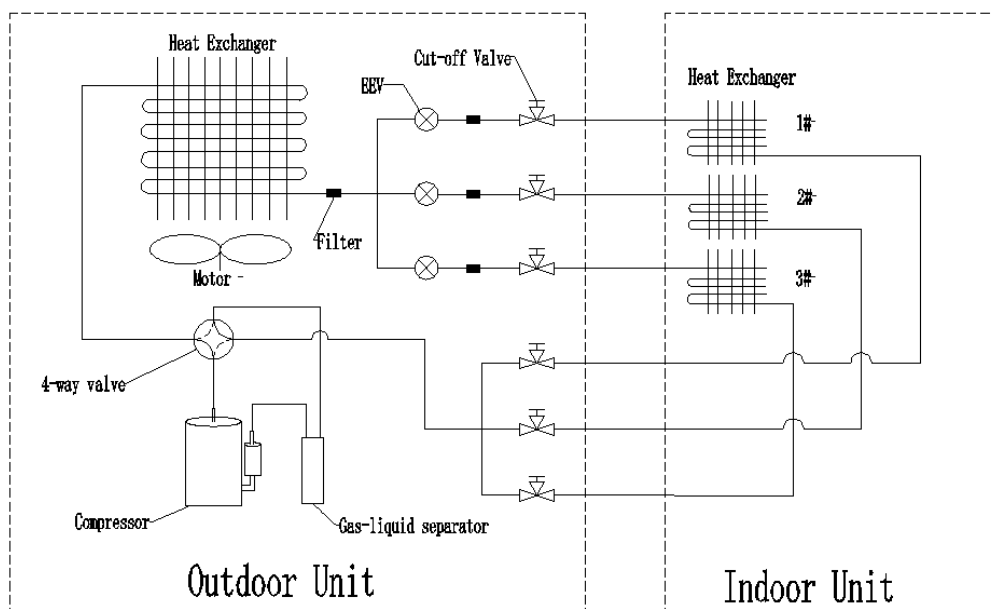 Heat Exchanger
Cut-off Valve
EEV
Heat Exchanger
1#
2#
Filter
Motor
3#
4-way valve
Compressor
Gas-liquid separator
Outdoor Unit
Indoor Unit